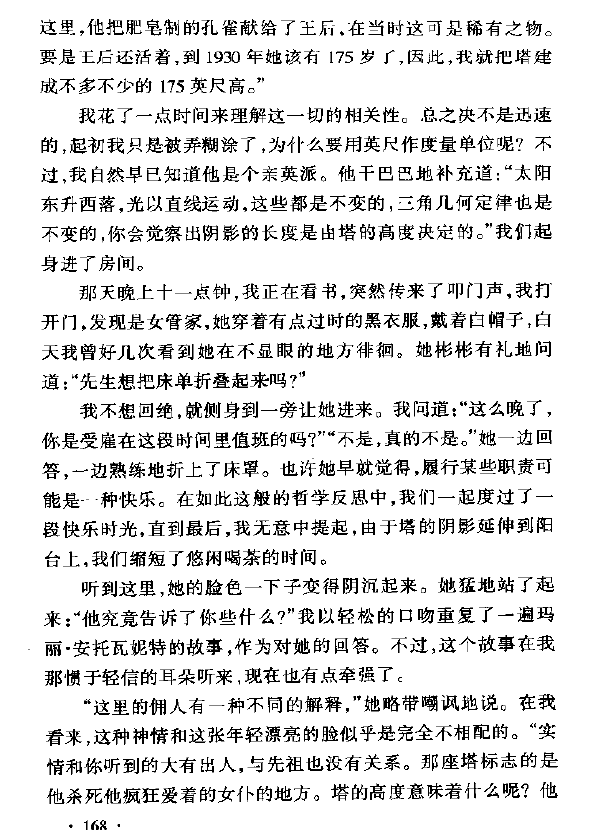 这里,他把肥皂制的孔雀献给了王后,在当时这可是稀有之物。
要是王后还活着,到1930年她该有175岁了,因此,我就把塔建
成不多不少的175英尺高。”
我花了一点时间来理解这一切的相关性。总之决不是迅速
的,起初我只是被弄糊涂了,为什么要用英尺作度量单位呢?不
过,我自然早已知道他是个亲英派。他干巴巴地补充道:“太阳
东升西落,光以直线运动,这些都是不变的,三角几何定律也是
不变的,你会觉察出阴影的长度是由塔的高度决定的。”我们起
身进了房间。
那天晚上十一点钟,我正在看书,突然传来了叩门声,我打
开门,发现是女管家,她穿着有点过时的黑衣服,戴着白帽子,白
天我曾好几次看到她在不显眼的地方徘徊。她彬彬有礼地问
道:“先生想把床单折叠起来吗?”
我不想回绝,就侧身到一旁让她进来。我问道:“这么晚了,
你是受雇在这段时间里值班的吗?”“不是,真的不是。”她一边回
答,一边熟练地折上了床罩。也许她早就觉得,履行某些职责可
能是一种快乐。在如此这般的哲学反思中,我们一起度过了一
段快乐时光,直到最后,我无意中提起,由于塔的阴影延伸到阳
台上,我们缩短了悠闲喝茶的时间。
听到这里,她的脸色一下子变得阴沉起来。她猛地站了起
来:“他究竟告诉了你些什么?”我以轻松的口吻重复了一遍玛
丽·安托瓦妮特的故事,作为对她的回答。不过,这个故事在我
那惯于轻信的耳朵听来,现在也有点牵强了。
“这里的佣人有一种不同的解释,”她略带嘲讽地说。在我
看来,这种神情和这张年轻漂亮的脸似乎是完全不相配的。“实
情和你听到的大有出人,与先祖也没有关系。那座塔标志的是
他杀死他疯狂爱着的女仆的地方。塔的高度意味着什么呢?他
· 168 ·